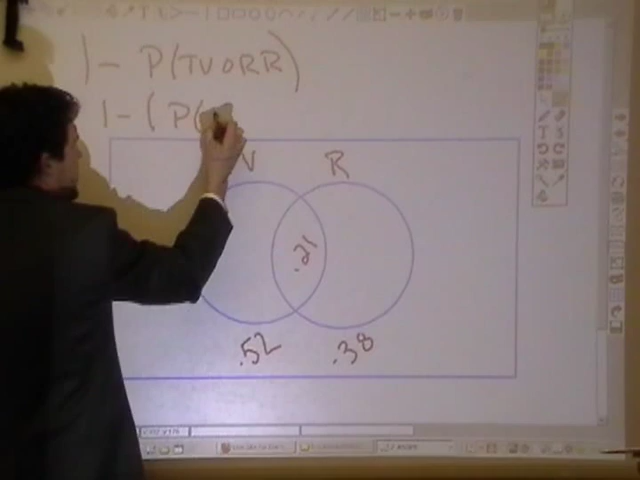 1 - P(TV OR R)
1 - ( P(
V R
.21
.52 .38